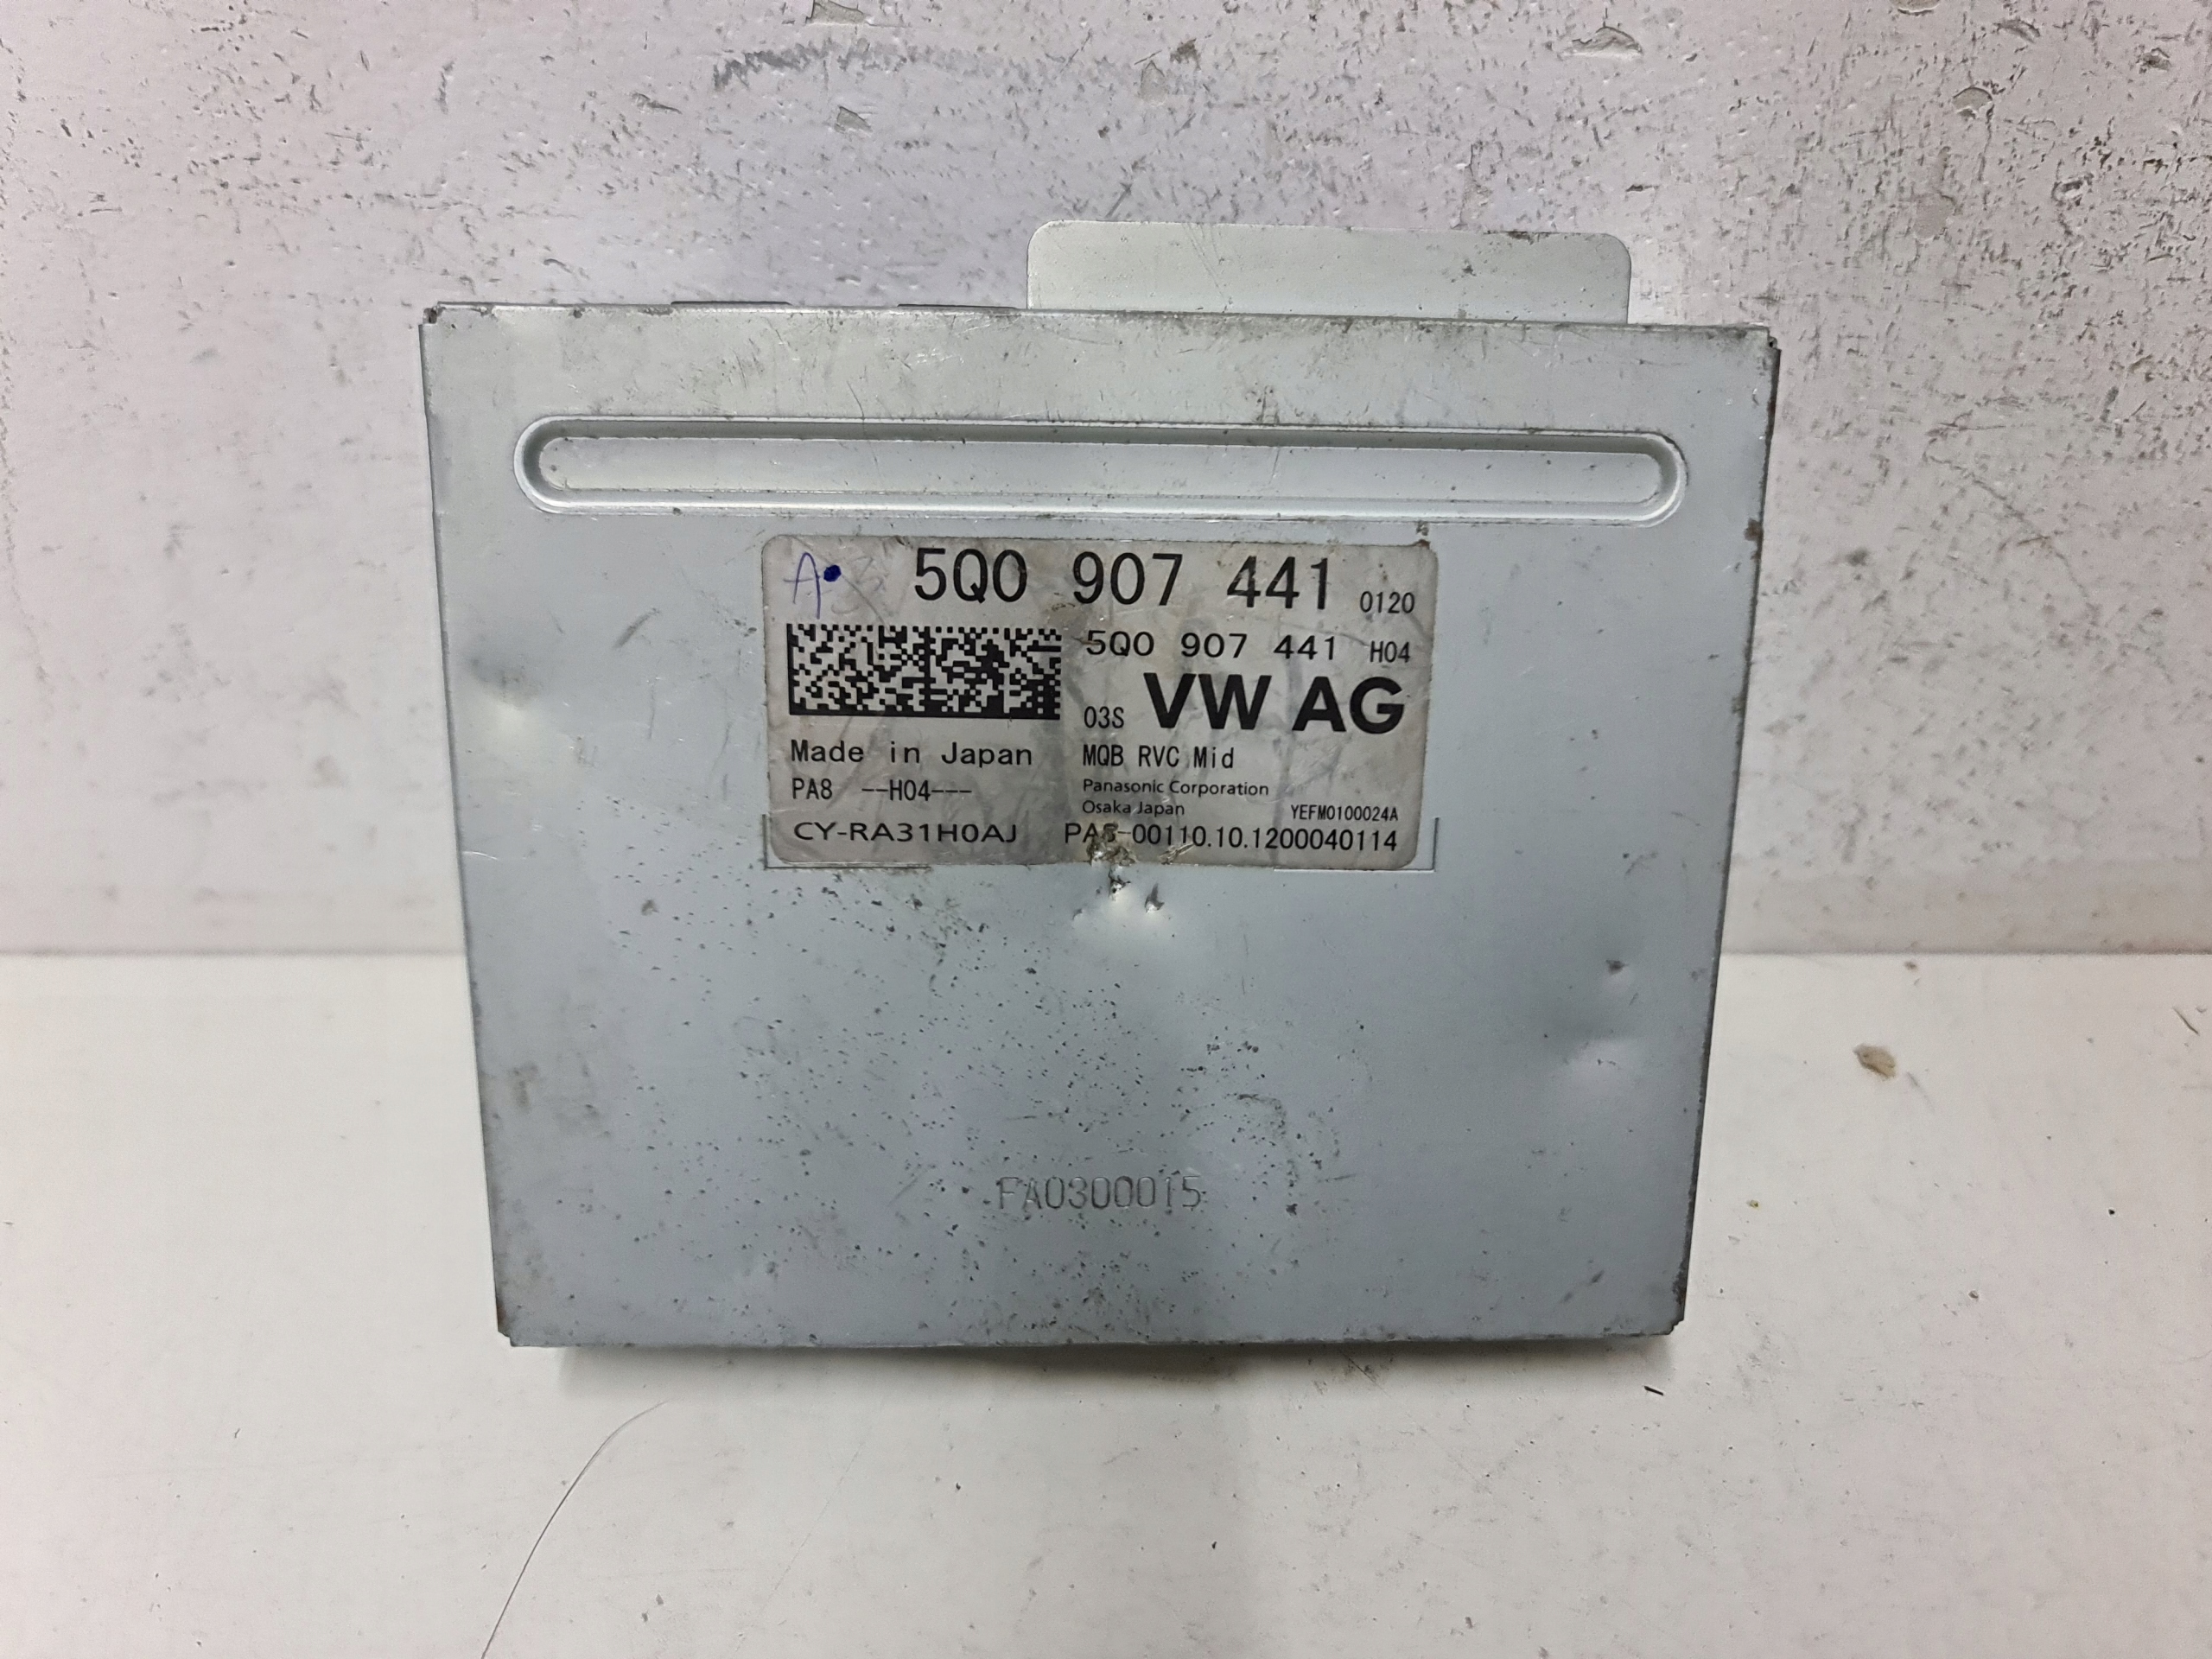 5Q0 907 441 0120
5Q0 907 441 H04
03S VW AG
Made in Japan MQB RVC Mid
PA8 --H04---
Panasonic Corporation
Osaka Japan YEFM0100024A
CY-RA31H0AJ PA5-00110.10.1200040114
FA0300015